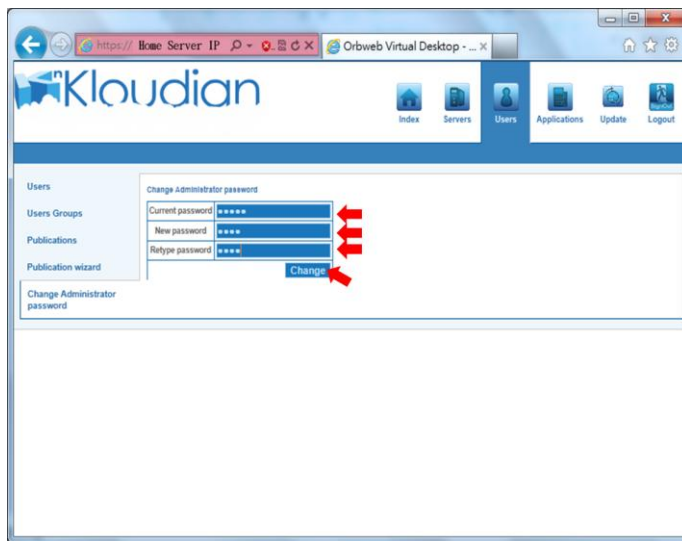 https:// Home Server IP
Orbweb Virtual Desktop - ...
nKloudian
Index
Servers
Users
Applications
Update
Logout
Users
Users Groups
Publications
Publication wizard
Change Administrator
password
Change Administrator password
Current password
New password
Retype password
Change